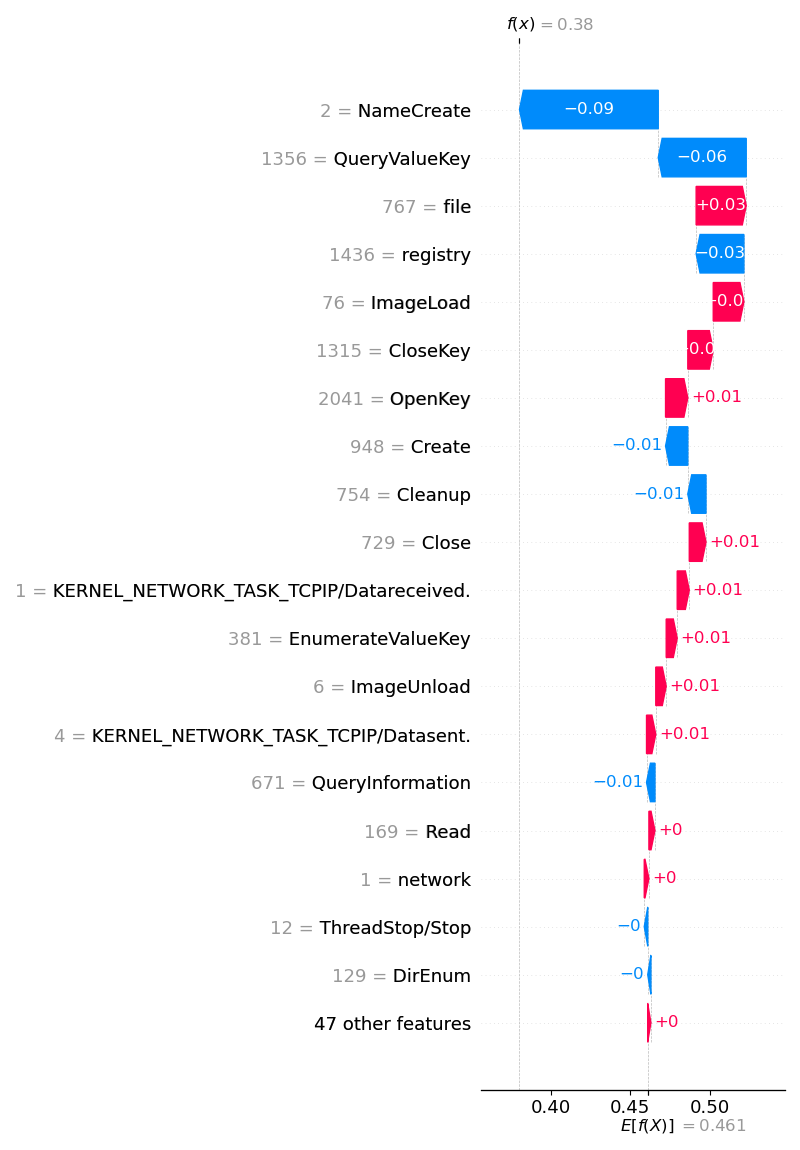 f(x) = 0.38
2 = NameCreate
−0.09
1356 = QueryValueKey
−0.06
767 = file
+0.03
1436 = registry
−0.03
76 = ImageLoad
1315 = CloseKey
2041 = OpenKey
+0.01
948 = Create
−0.01
754 = Cleanup
−0.01
729 = Close
+0.01
1 = KERNEL_NETWORK_TASK_TCPIP/Datareceived.
+0.01
381 = EnumerateValueKey
+0.01
6 = ImageUnload
+0.01
4 = KERNEL_NETWORK_TASK_TCPIP/Datasent.
+0.01
671 = QueryInformation
−0.01
169 = Read
+0
1 = network
+0
12 = ThreadStop/Stop
−0
129 = DirEnum
−0
47 other features
+0
0.40 0.45 0.50
E[f(X)] = 0.461